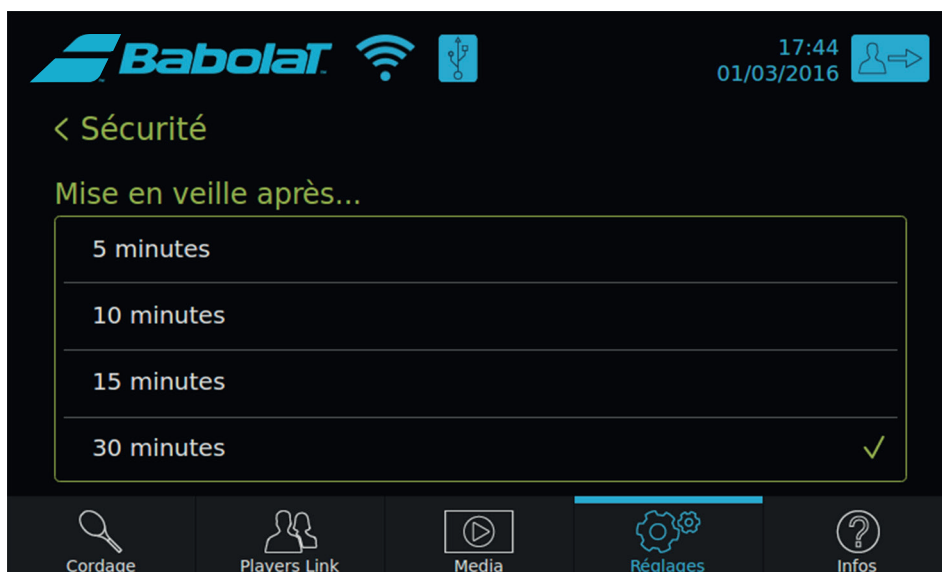 BaboláT
17:44
01/03/2016
< Sécurité
Mise en veille après...
5 minutes
10 minutes
15 minutes
30 minutes
Cordage
Players Link
Media
Réglages
Infos